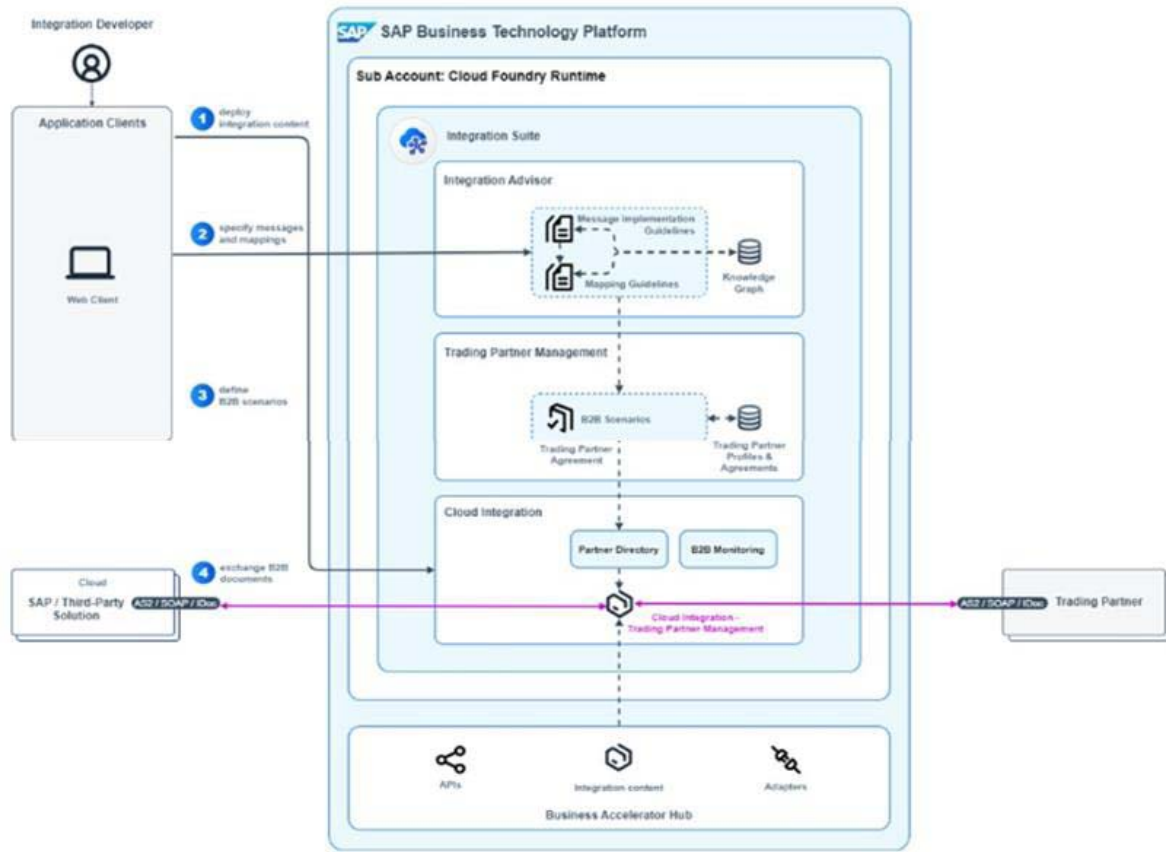 Integration Developer
SAP
SAP Business Technology Platform
Sub Account: Cloud Foundry Runtime
Application Clients
1
deploy
integration content
Integration Suite
Integration Advisor
2
specify messages
and mappings
Message Implementation
Guidelines
Mapping Guidelines
Knowledge
Graph
Web Client
Trading Partner Management
3
define
B2B scenarios
B2B Scenarios
Trading Partner
Agreement
Trading Partner
Profiles &
Agreements
Cloud Integration
Partner Directory
B2B Monitoring
4
exchange B2B
documents
Cloud
SAP / Third-Party
Solution
AS2 / SOAP / IDoc
Cloud Integration -
Trading Partner Management
AS2 / SOAP / IDoc
Trading Partner
APIs
Integration content
Adapters
Business Accelerator Hub